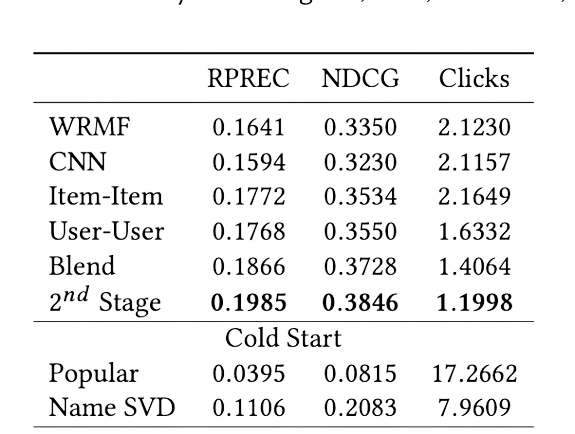 RPREC NDCG Clicks
WRMF 0.1641 0.3350 2.1230
CNN 0.1594 0.3230 2.1157
Item-Item 0.1772 0.3534 2.1649
User-User 0.1768 0.3550 1.6332
Blend 0.1866 0.3728 1.4064
2nd Stage 0.1985 0.3846 1.1998
Cold Start
Popular 0.0395 0.0815 17.2662
Name SVD 0.1106 0.2083 7.9609